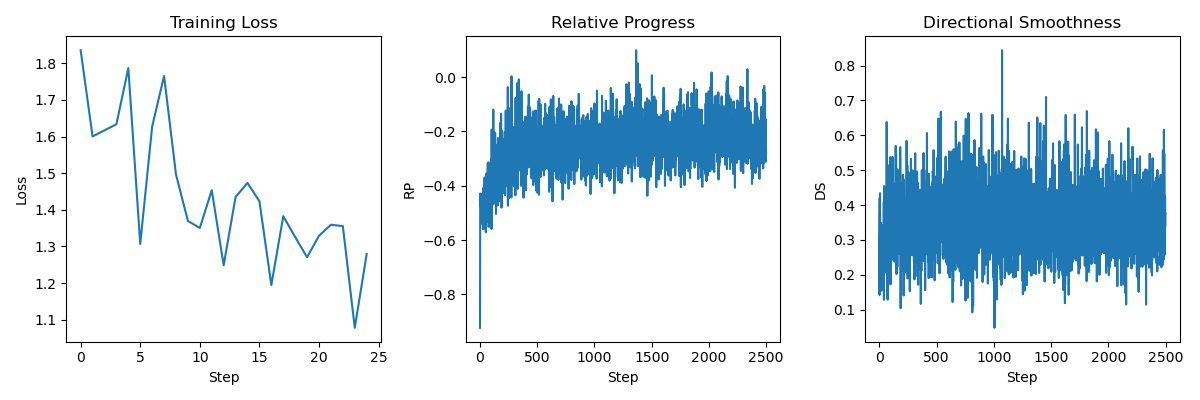 Training Loss
Loss
1.8
1.7
1.6
1.5
1.4
1.3
1.2
1.1
0 5 10 15 20 25
Step
Relative Progress
RP
0.0
−0.2
−0.4
−0.6
−0.8
0 500 1000 1500 2000 2500
Step
Directional Smoothness
DS
0.8
0.7
0.6
0.5
0.4
0.3
0.2
0.1
0 500 1000 1500 2000 2500
Step